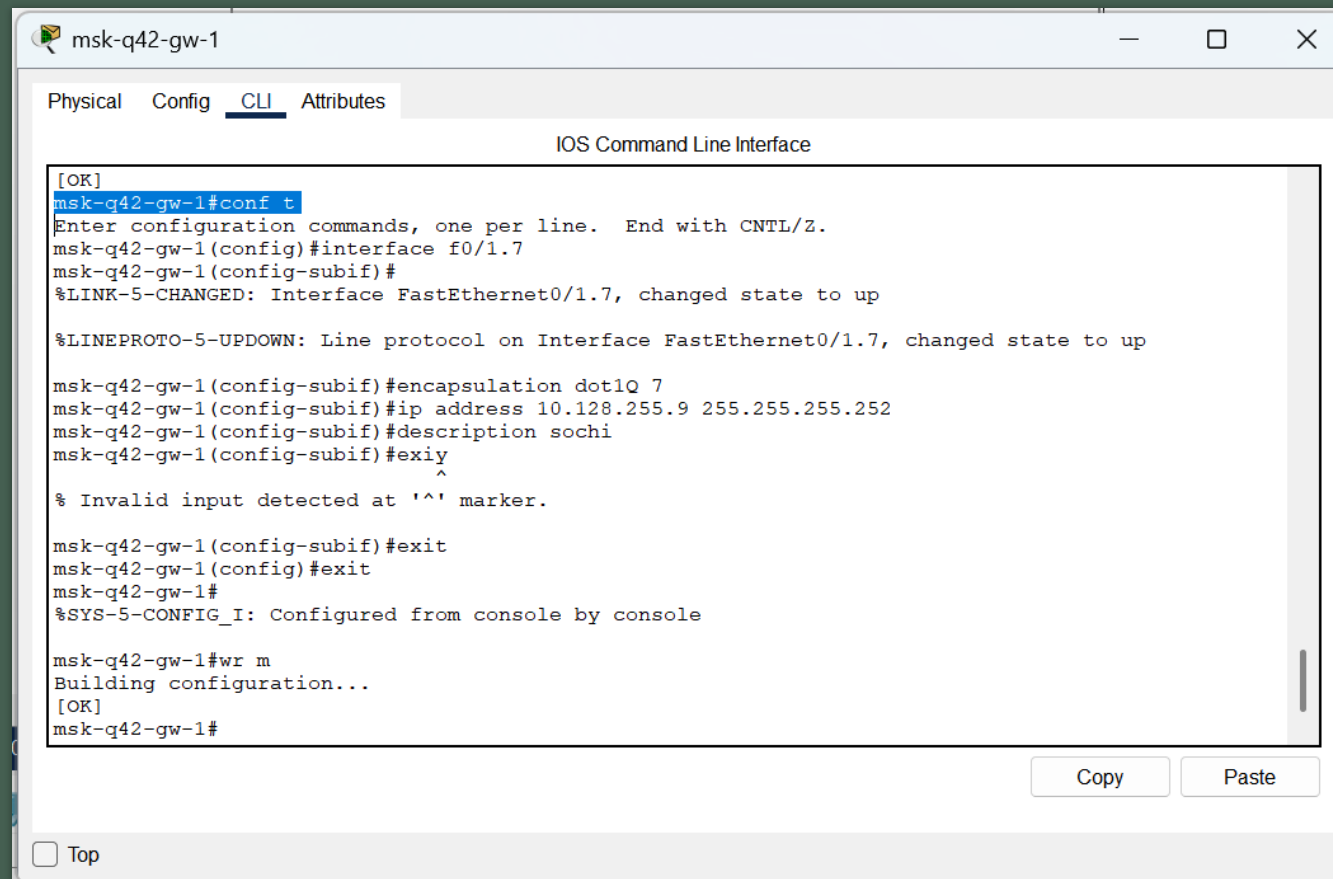 msk-q42-gw-1
Physical Config CLI Attributes
IOS Command Line Interface
[OK]
msk-q42-gw-1#conf t
Enter configuration commands, one per line.  End with CNTL/Z.
msk-q42-gw-1(config)#interface f0/1.7
msk-q42-gw-1(config-subif)#
%LINK-5-CHANGED: Interface FastEthernet0/1.7, changed state to up
%LINEPROTO-5-UPDOWN: Line protocol on Interface FastEthernet0/1.7, changed state to up
msk-q42-gw-1(config-subif)#encapsulation dot1Q 7
msk-q42-gw-1(config-subif)#ip address 10.128.255.9 255.255.255.252
msk-q42-gw-1(config-subif)#description sochi
msk-q42-gw-1(config-subif)#exiy
^
% Invalid input detected at '^' marker.
msk-q42-gw-1(config-subif)#exit
msk-q42-gw-1(config)#exit
msk-q42-gw-1#
%SYS-5-CONFIG_I: Configured from console by console
msk-q42-gw-1#wr m
Building configuration...
[OK]
msk-q42-gw-1#
Copy Paste
Top